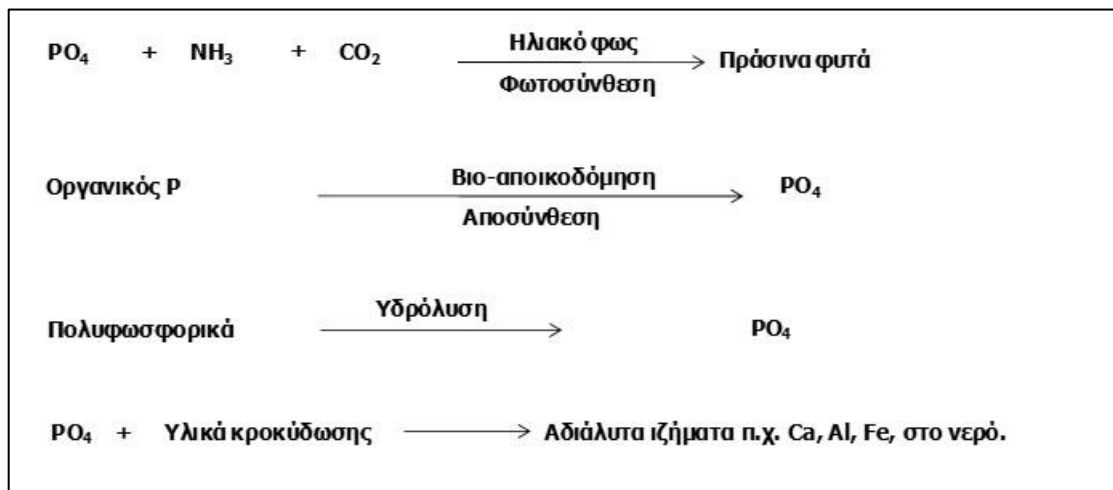 PO₄ + NH₃ + CO₂ Ηλιακό φως Πράσινα φυτά
Φωτοσύνθεση
Οργανικός P Βιο-αποικοδόμηση PO₄
Αποσύνθεση
Πολυφωσφορικά Υδρόλυση PO₄
PO₄ + Υλικά κροκύδωσης Αδιάλυτα ιζήματα π.χ. Ca, Al, Fe, στο νερό.